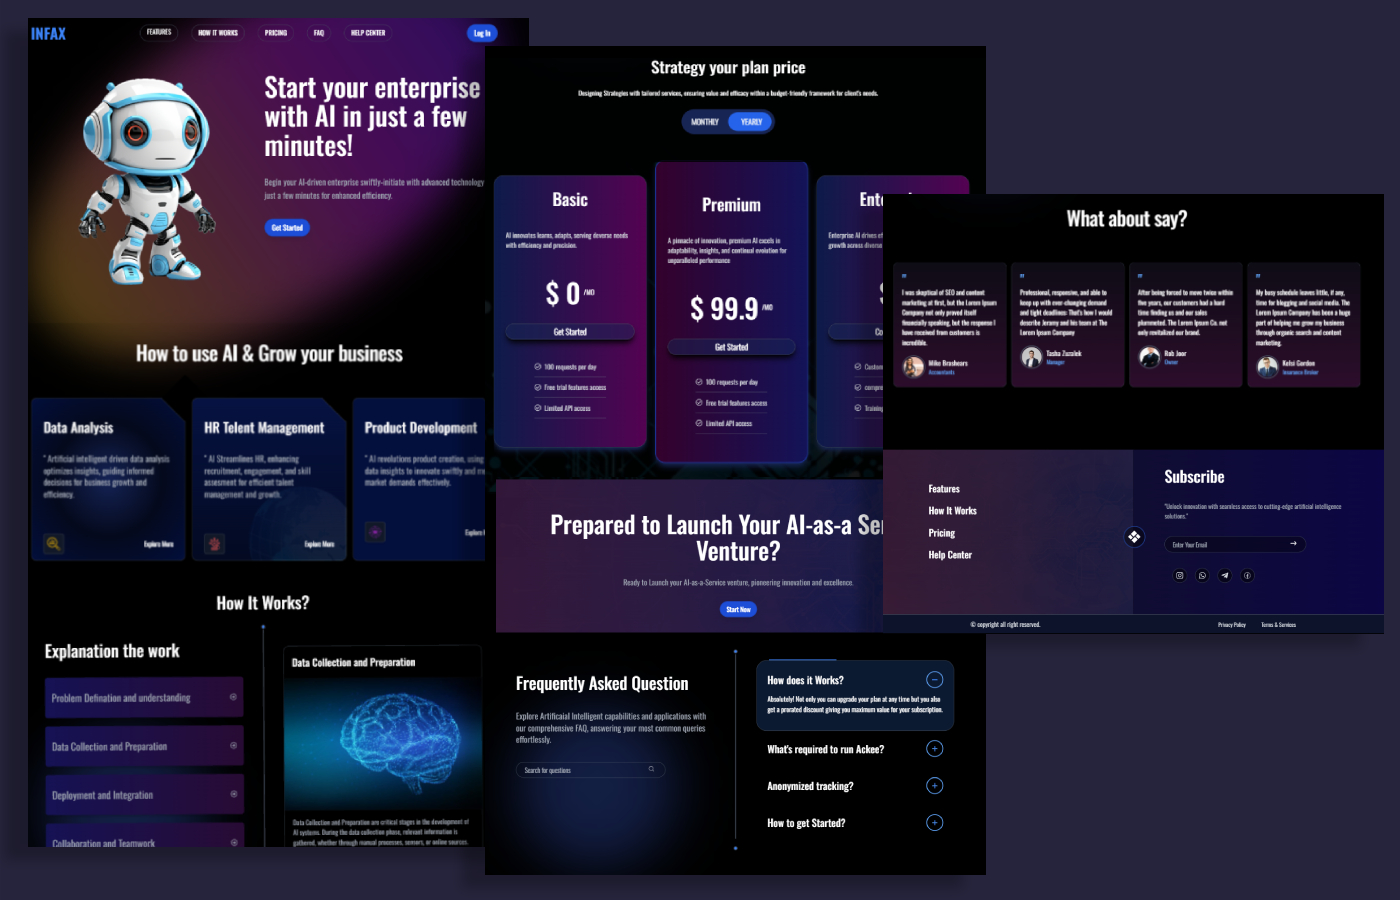 INFAX
FEATURES
HOW IT WORKS
PRICING
FAQ
HELP CENTER
Log In
Start your enterprise
with AI in just a few
minutes!
Begin your AI-driven enterprise swiftly-initiate with advanced technology
just a few minutes for enhanced efficiency.
Get Started
How to use AI & Grow your business
Data Analysis
" Artificial intelligent driven data analysis
optimizes insights, guiding informed
decisions for business growth and
efficiency.
Explore More
HR Telent Management
" AI Streamlines HR, enhancing
recruitment, engagement, and skill
assesment for efficient talent
management and growth.
Explore More
Product Development
" AI revolutions product creation, using
data insights to innovate swiftly and
market demands effectively.
Explore
How It Works?
Explanation the work
Problem Defination and understanding
Data Collection and Preparation
Deployment and Integration
Collaboration and Teamwork
Data Collection and Preparation
Data Collection and Preparation are critical stages in the development of
AI systems. During the data collection phase, relevant information is
gathered, whether through manual processes, sensors, or online sources.
Strategy your plan price
Designing Strategies with tailored services, ensuring value and efficacy within a budget-friendly framework for client's needs.
MONTHLY
YEARLY
Basic
AI innovates learns, adapts, serving deverse needs
with efficiency and precision.
$ 0 /MO
Get Started
100 requests per day
Free trial features access
Limited API access
Premium
A pinnacle of innovation, premium AI excels in
adaptability, insights, and continual evolution for
unparalleled performance
$ 99.9 /MO
Get Started
100 requests per day
Free trial features access
Limited API access
Enterprise AI drives
growth across diverse
Training
Prepared to Launch Your AI-as-a
Venture?
Ready to Launch your AI-as-a-Service venture, pioneering innovation and excellence.
Start Now
Frequently Asked Question
Explore Artificaial Intelligent capabilities and applications with
our comprehensive FAQ, answering your most common queries
effortlessly.
Search for questions
How does it Works?
Absolutely! Not only you can upgrade your plan at any time but you also
get a prorated discount giving you maximum value for your subscription.
What's required to run Ackee?
Anonymized tracking?
How to get Started?
What about say?
"
I was skeptical of SEO and content
marketing at first, but the Lorem Ipsum
Company not only proved itself
financially speaking, but the response I
have received from customers is
incredible.
Mike Brashears
Accountants
"
Professional, responsive, and able to
keep up with ever-changing demand
and tight deadlines: That's how I would
describe Jeramy and his team at The
Lorem Ipsum Company
Tasha Zuzalek
Manager
"
After being forced to move twice within
five years, our customers had a hard
time finding us and our sales
plummeted. The Lorem Ipsum Co. not
only revitalized our brand.
Rob Joor
Owner
"
My busy schedule leaves little, if any,
time for blogging and social media. The
Lorem Ipsum Company has been a huge
part of helping me grow my business
through organic search and content
marketing.
Kelsi Gordon
Insurance Broker
Features
How It Works
Pricing
Help Center
Subscribe
"Unlock innovation with seamless access to cutting-edge artificial intelligence
solutions."
Enter Your Email
© copyright all right reserved.
Privacy Policy
Terms & Services